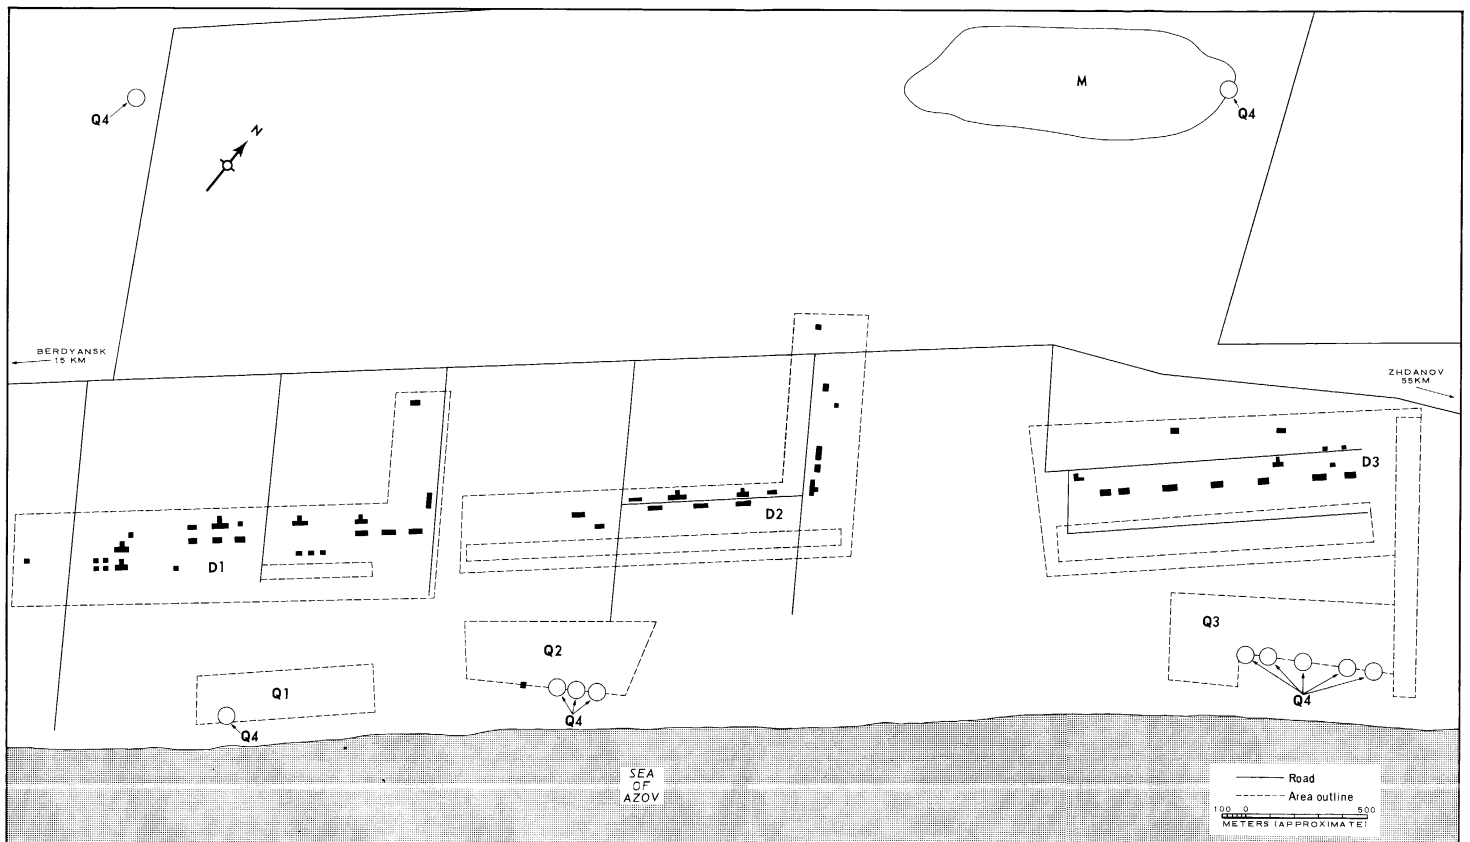 M
Q4
Q4
N
BERDYANSK
15 KM
ZHDANOV
55KM
D3
D2
D1
Q3
Q2
Q1
Q4
Q4
Q4
SEA
OF
AZOV
Road
Area outline
100 0 500
METERS (APPROXIMATE)